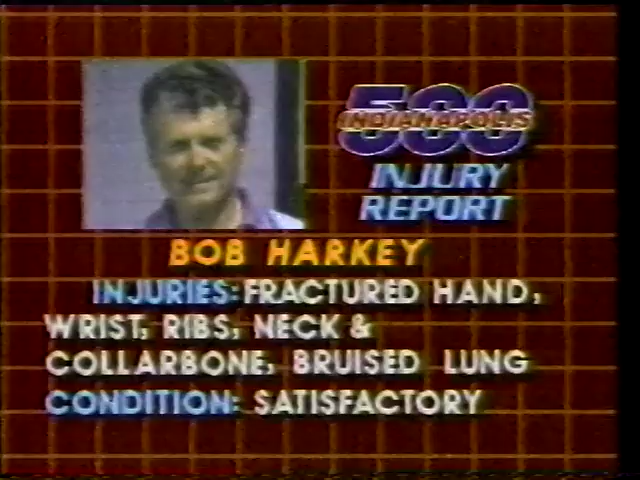 500
INDIANAPOLIS
INJURY
REPORT
BOB HARKEY
INJURIES: FRACTURED HAND,
WRIST, RIBS, NECK &
COLLARBONE, BRUISED LUNG
CONDITION: SATISFACTORY